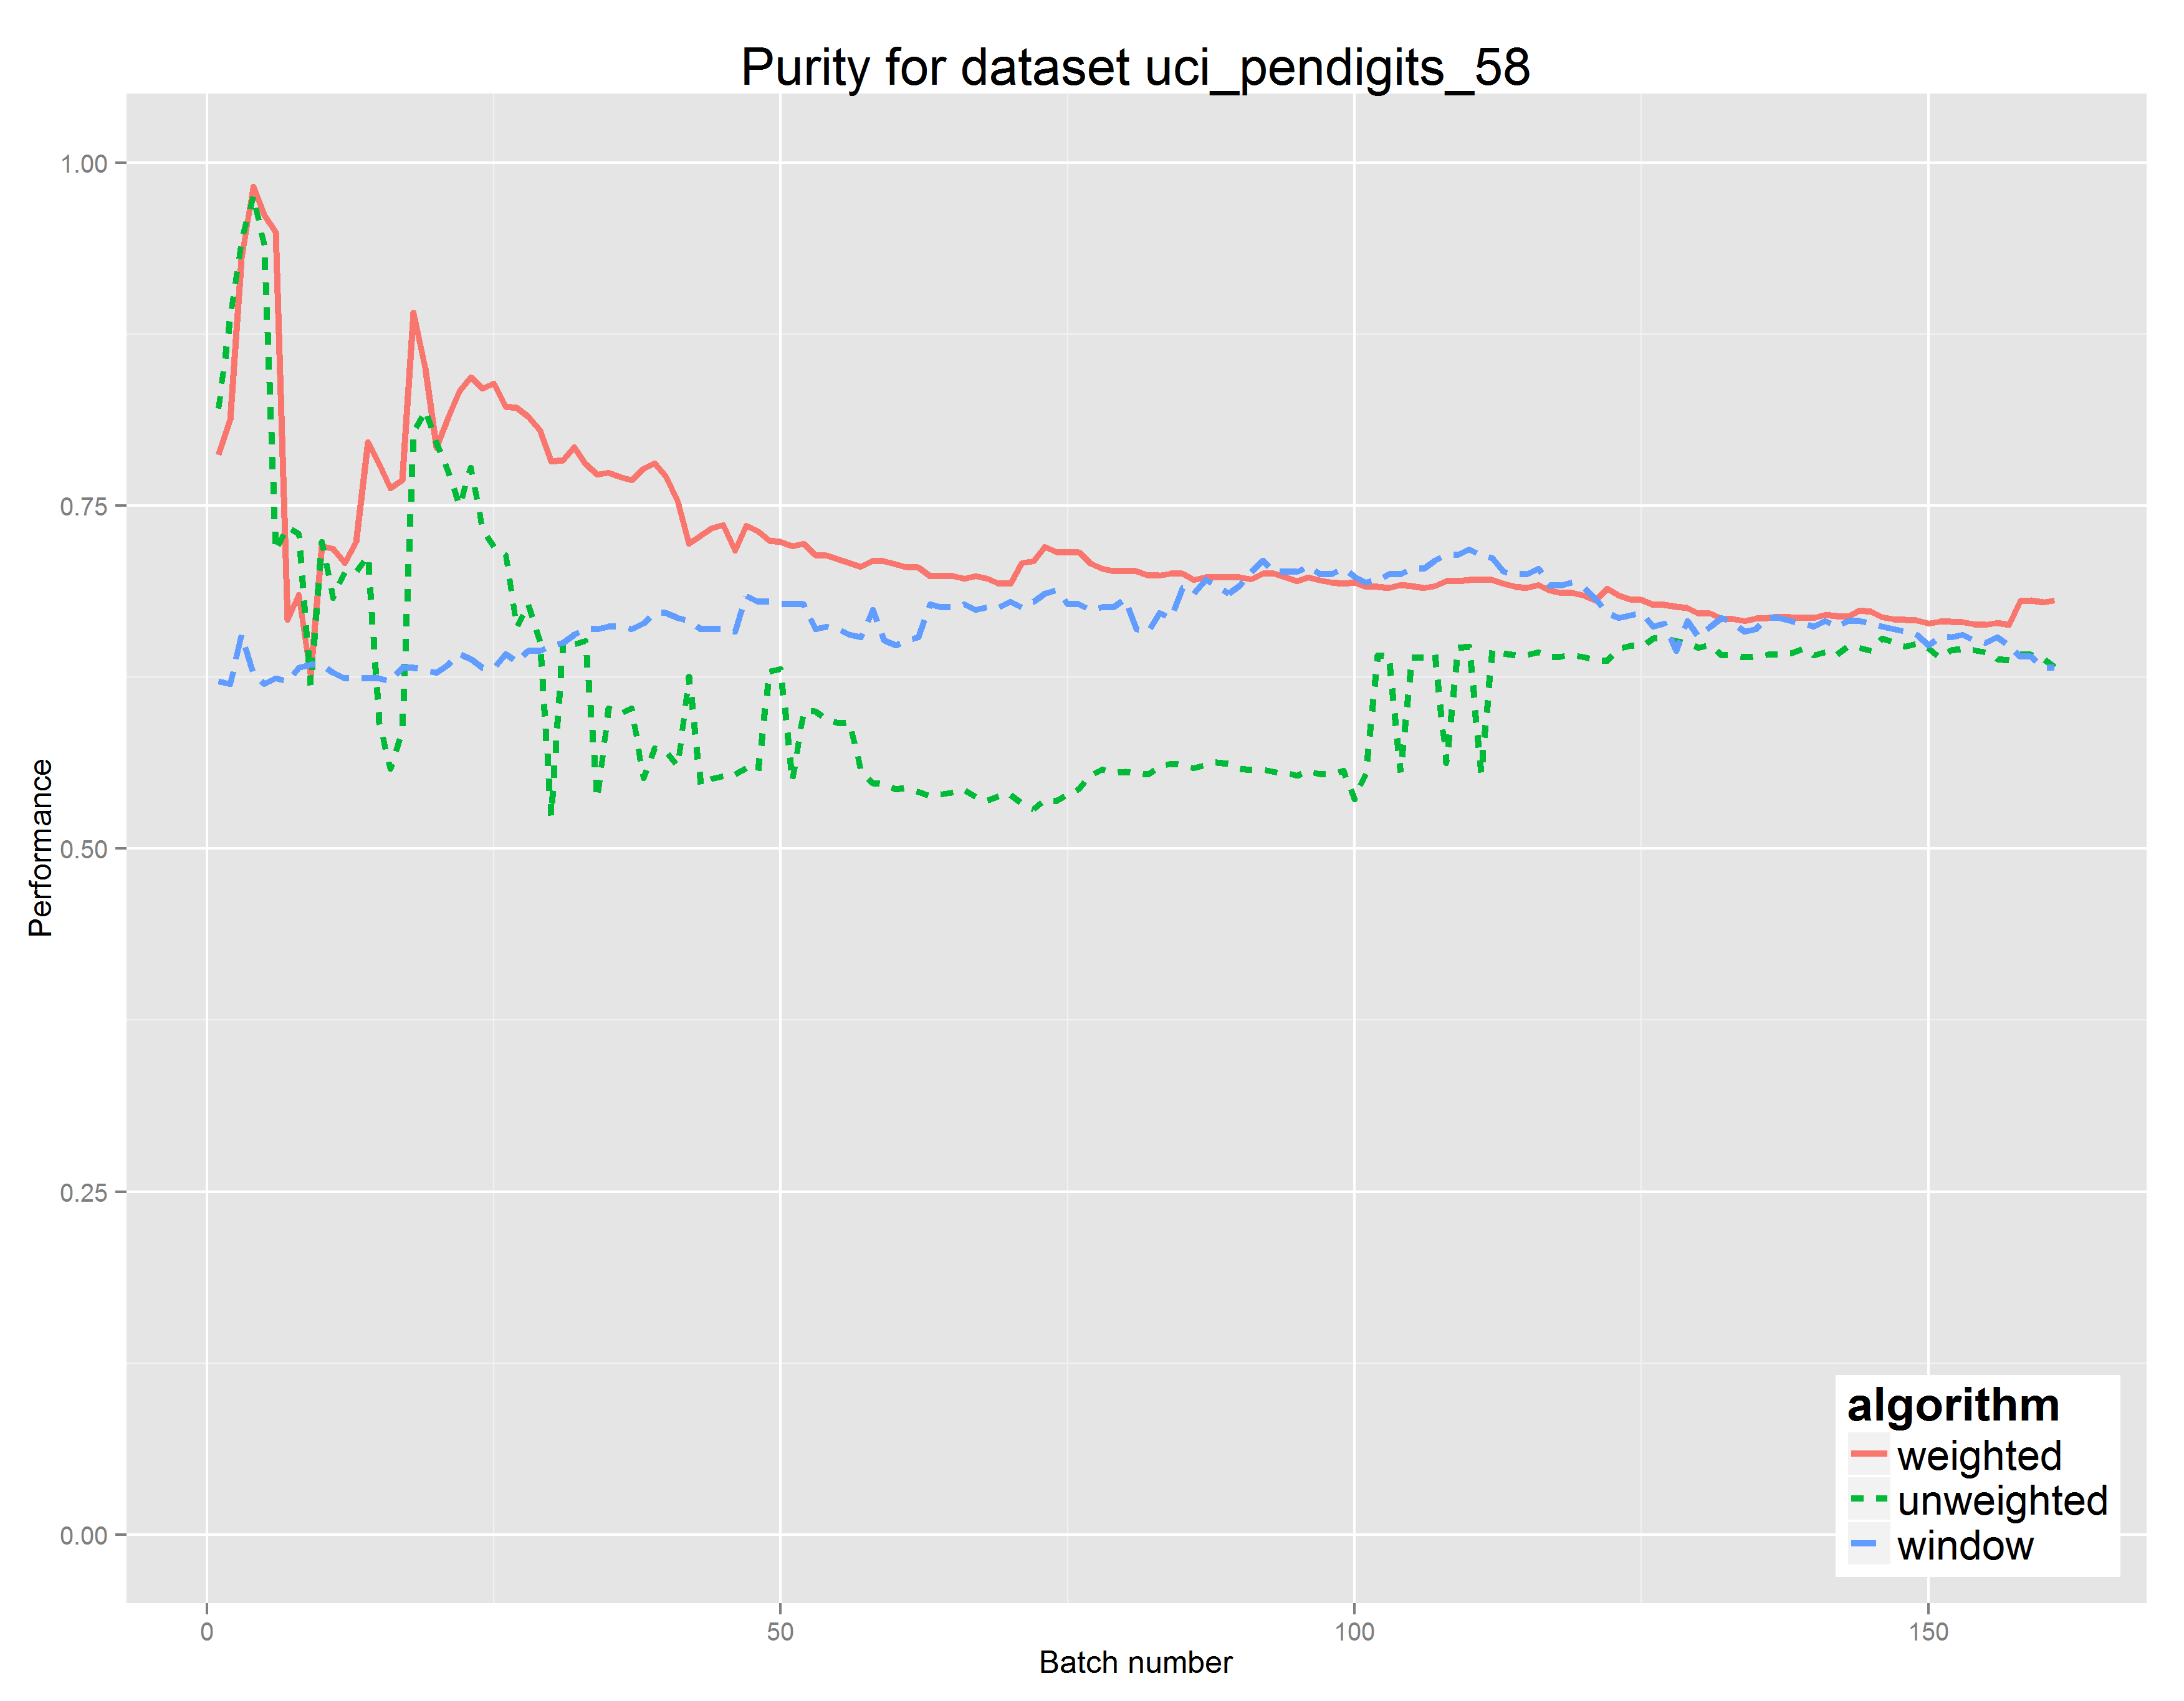 Purity for dataset uci_pendigits_58
1.00
0.75
0.50
0.25
0.00
Performance
0
50
100
150
Batch number
algorithm
weighted
unweighted
window